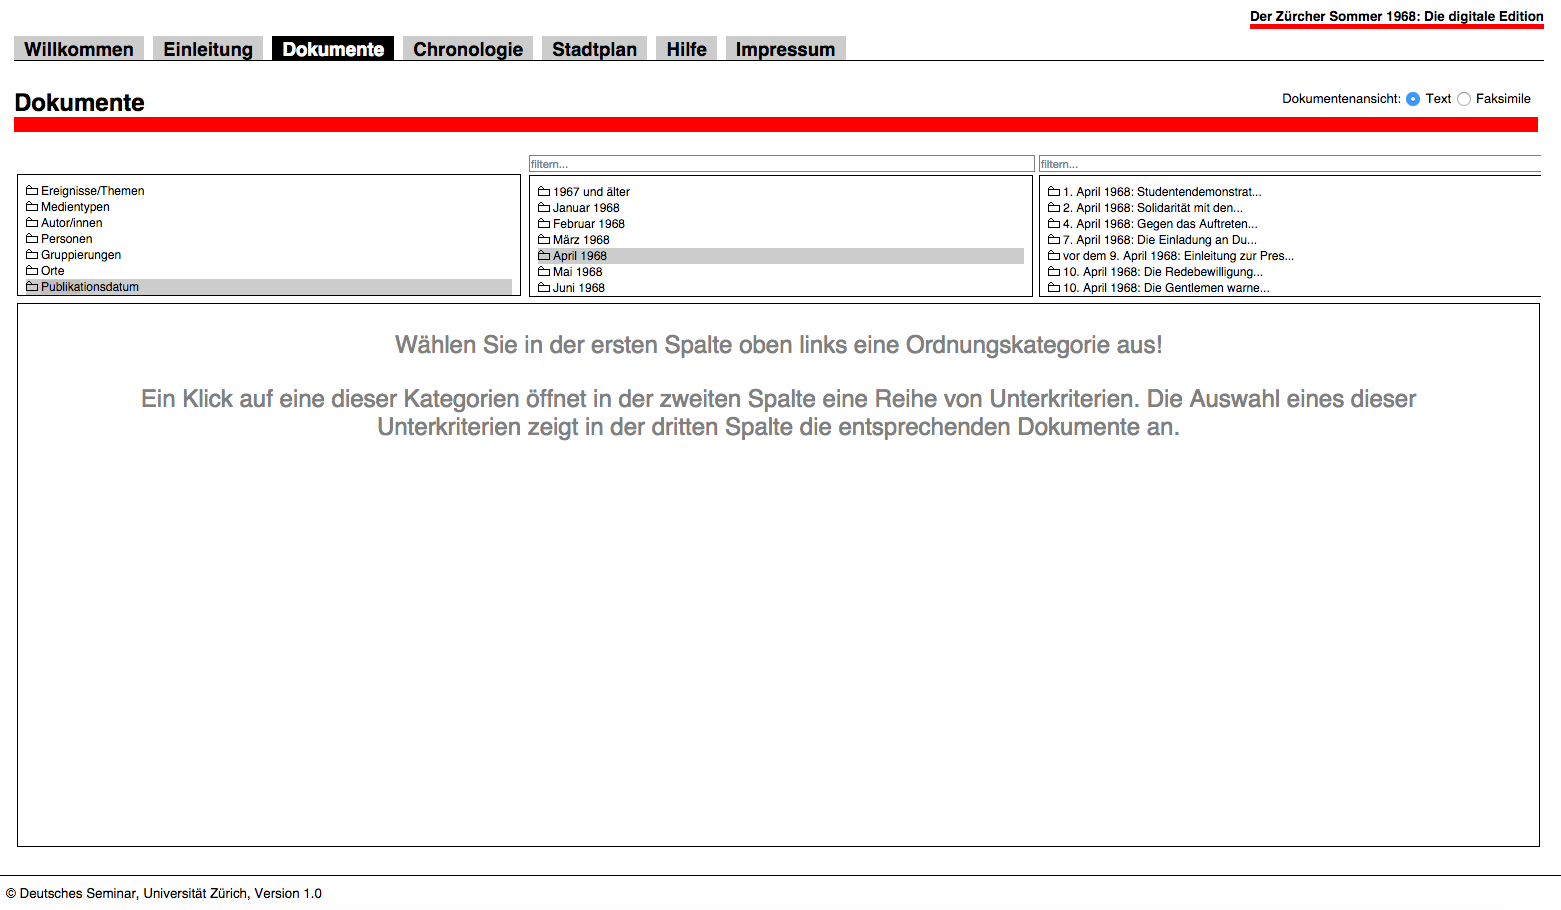 Der Zürcher Sommer 1968: Die digitale Edition
Willkommen Einleitung Dokumente Chronologie Stadtplan Hilfe Impressum
Dokumente
Dokumentenansicht: Text Faksimile
filtern...
filtern...
Ereignisse/Themen
Medientypen
Autor/innen
Personen
Gruppierungen
Orte
Publikationsdatum
1967 und älter
Januar 1968
Februar 1968
März 1968
April 1968
Mai 1968
Juni 1968
1. April 1968: Studentendemonstrat...
2. April 1968: Solidarität mit den...
4. April 1968: Gegen das Auftreten...
7. April 1968: Die Einladung an Du...
vor dem 9. April 1968: Einleitung zur Pres...
10. April 1968: Die Redebewilligung...
10. April 1968: Die Gentlemen warne...
Wählen Sie in der ersten Spalte oben links eine Ordnungskategorie aus!
Ein Klick auf eine dieser Kategorien öffnet in der zweiten Spalte eine Reihe von Unterkriterien. Die Auswahl eines dieser
Unterkriterien zeigt in der dritten Spalte die entsprechenden Dokumente an.
© Deutsches Seminar, Universität Zürich, Version 1.0